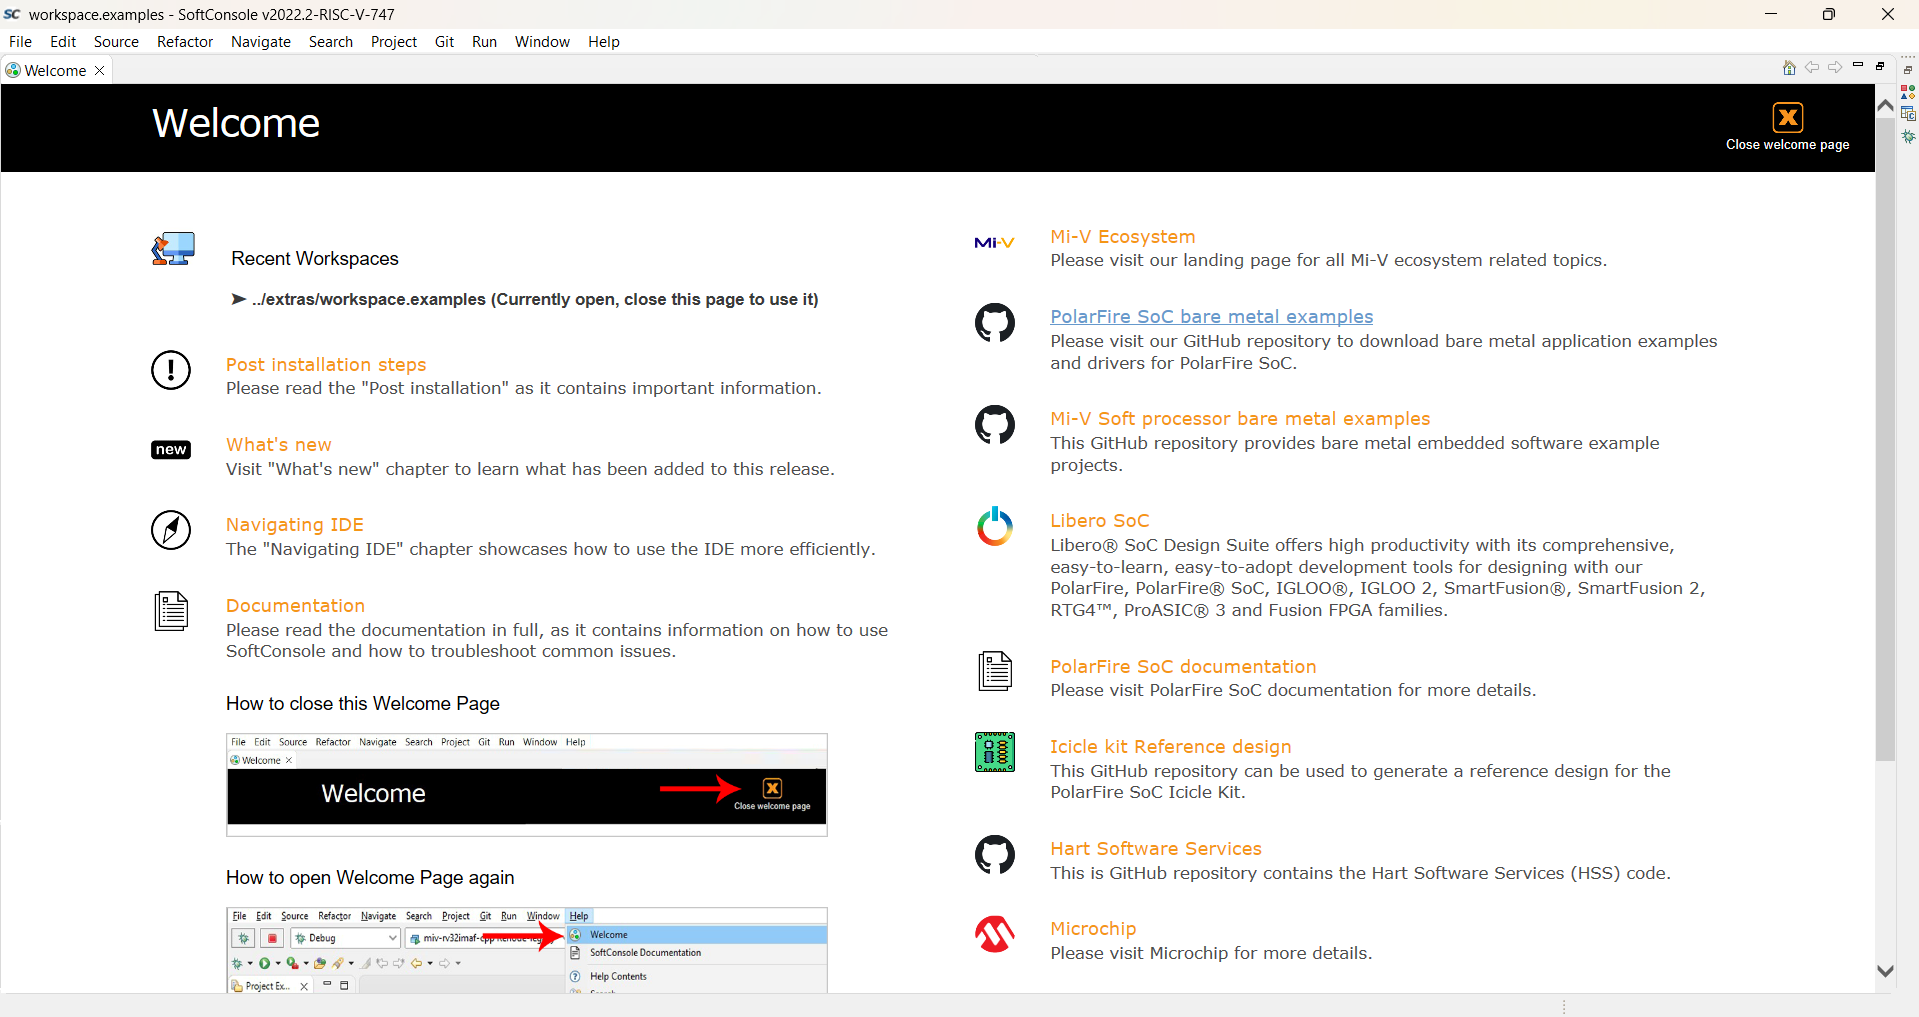 SC workspace.examples - SoftConsole v2022.2-RISC-V-747
File Edit Source Refactor Navigate Search Project Git Run Window Help
Welcome
Welcome
Close welcome page
Recent Workspaces
➤ ../extras/workspace.examples (Currently open, close this page to use it)
Post installation steps
Please read the "Post installation" as it contains important information.
new
What's new
Visit "What's new" chapter to learn what has been added to this release.
Navigating IDE
The "Navigating IDE" chapter showcases how to use the IDE more efficiently.
Documentation
Please read the documentation in full, as it contains information on how to use
SoftConsole and how to troubleshoot common issues.
How to close this Welcome Page
File Edit Source Refactor Navigate Search Project Git Run Window Help
Welcome
Welcome
Close welcome page
How to open Welcome Page again
File Edit Source Refactor Navigate Search Project Git Run Window Help
Debug
miv-rv32imaf-cpp
Welcome
SoftConsole Documentation
Help Contents
Project Ex...
Mi-V
Mi-V Ecosystem
Please visit our landing page for all Mi-V ecosystem related topics.
PolarFire SoC bare metal examples
Please visit our GitHub repository to download bare metal application examples
and drivers for PolarFire SoC.
Mi-V Soft processor bare metal examples
This GitHub repository provides bare metal embedded software example
projects.
Libero SoC
Libero® SoC Design Suite offers high productivity with its comprehensive,
easy-to-learn, easy-to-adopt development tools for designing with our
PolarFire, PolarFire® SoC, IGLOO®, IGLOO 2, SmartFusion®, SmartFusion 2,
RTG4™, ProASIC® 3 and Fusion FPGA families.
PolarFire SoC documentation
Please visit PolarFire SoC documentation for more details.
Icicle kit Reference design
This GitHub repository can be used to generate a reference design for the
PolarFire SoC Icicle Kit.
Hart Software Services
This is GitHub repository contains the Hart Software Services (HSS) code.
Microchip
Please visit Microchip for more details.